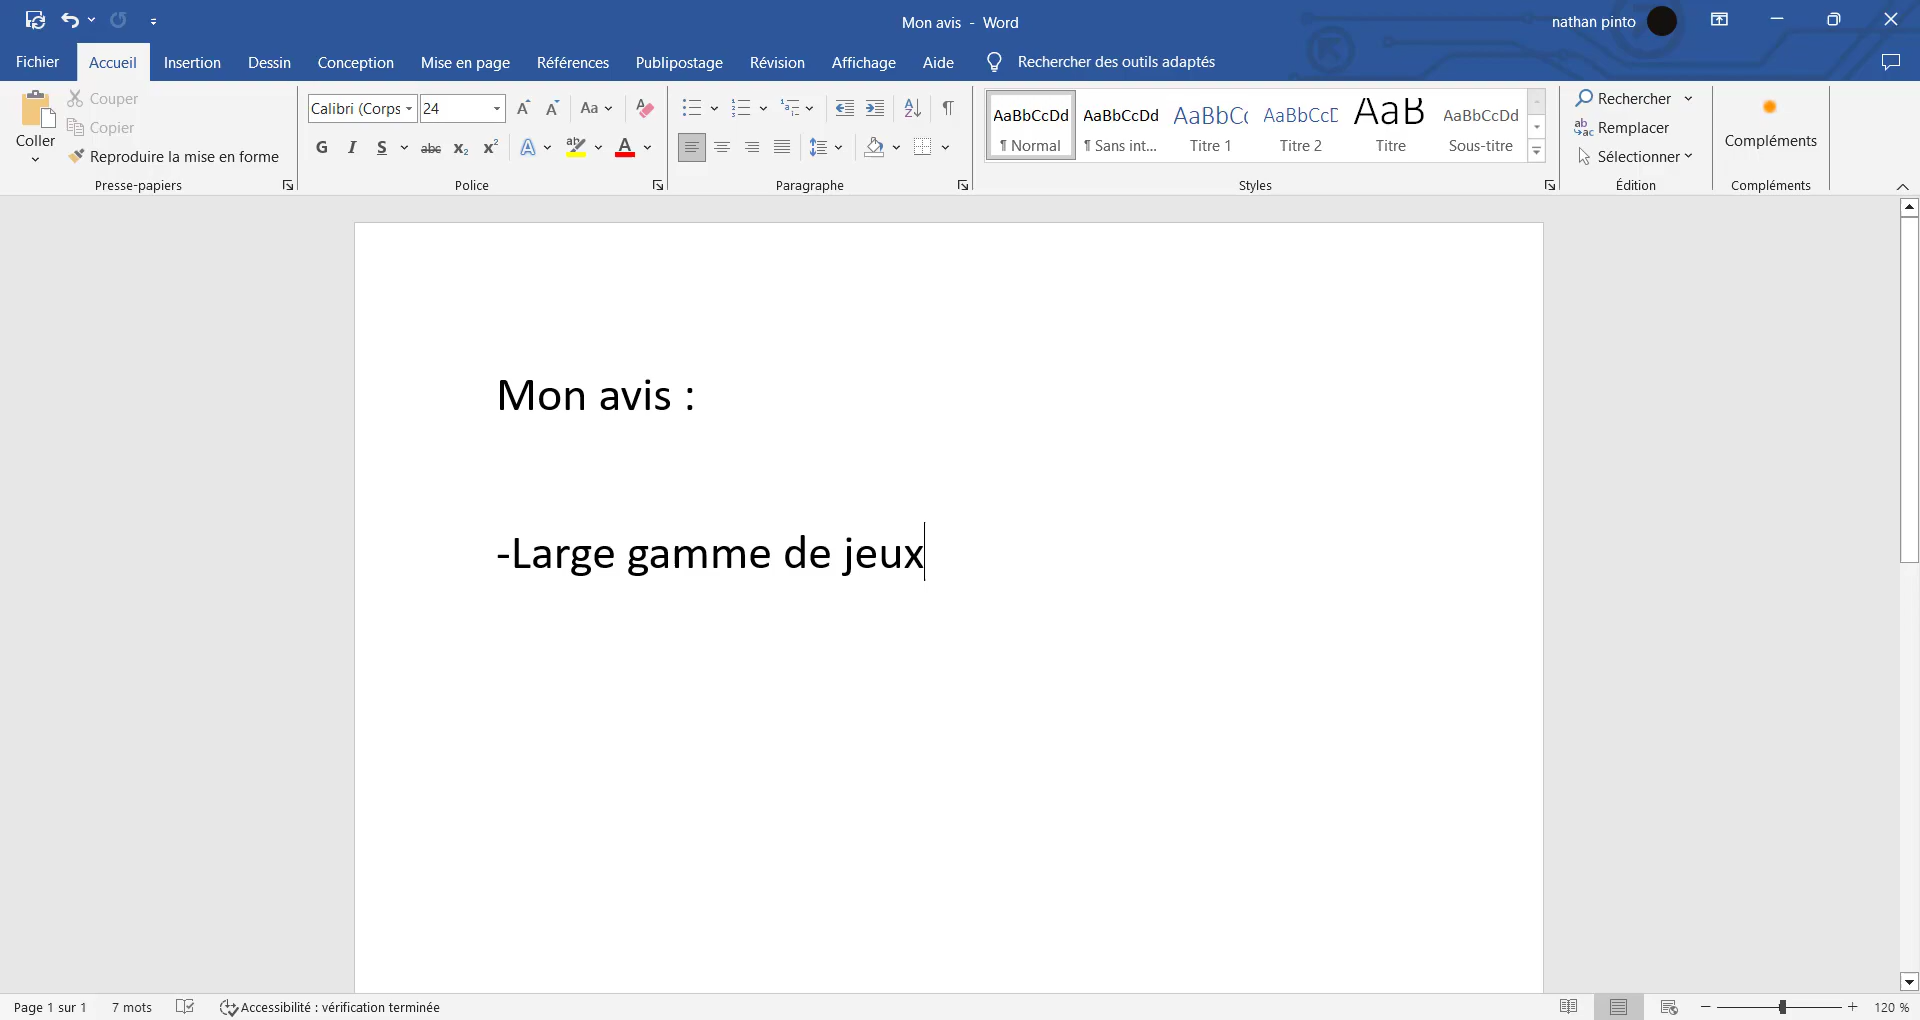 Mon avis - Word
nathan pinto
Fichier
Accueil
Insertion
Dessin
Conception
Mise en page
Références
Publipostage
Révision
Affichage
Aide
Rechercher des outils adaptés
Coller
Couper
Copier
Reproduire la mise en forme
Presse-papiers
Calibri (Corps
24
Aa
G I S abc x₂ x²
A ab A
Police
Paragraphe
AaBbCcDd
¶ Normal
AaBbCcDd
¶ Sans int...
AaBbC(
Titre 1
AaBbCcE
Titre 2
AaB
Titre
AaBbCcDd
Sous-titre
Styles
Rechercher
Remplacer
Sélectionner
Édition
Compléments
Compléments
Mon avis :
-Large gamme de jeux
Page 1 sur 1
7 mots
Accessibilité : vérification terminée
120 %